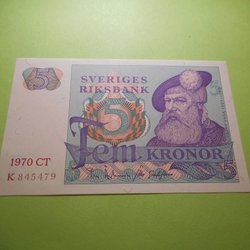 5
SVERIGES
RIKSBANK
5
1970 CT
K 845479
Fem KRONOR
5